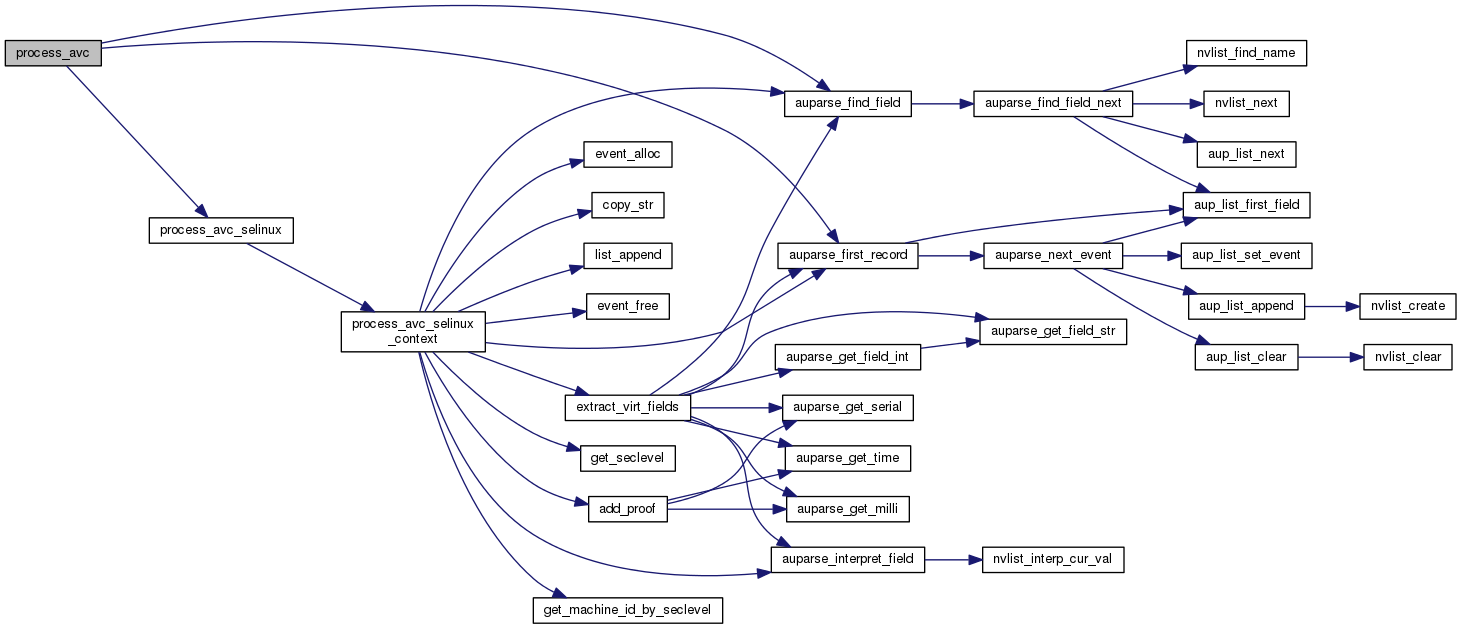 process_avc
process_avc_selinux
process_avc_selinux
_context
event_alloc
copy_str
list_append
event_free
extract_virt_fields
get_seclevel
add_proof
get_machine_id_by_seclevel
auparse_find_field
auparse_first_record
auparse_get_field_int
auparse_get_serial
auparse_get_time
auparse_get_milli
auparse_interpret_field
auparse_find_field_next
auparse_next_event
auparse_get_field_str
nvlist_interp_cur_val
nvlist_find_name
nvlist_next
aup_list_next
aup_list_first_field
aup_list_set_event
aup_list_append
aup_list_clear
nvlist_create
nvlist_clear